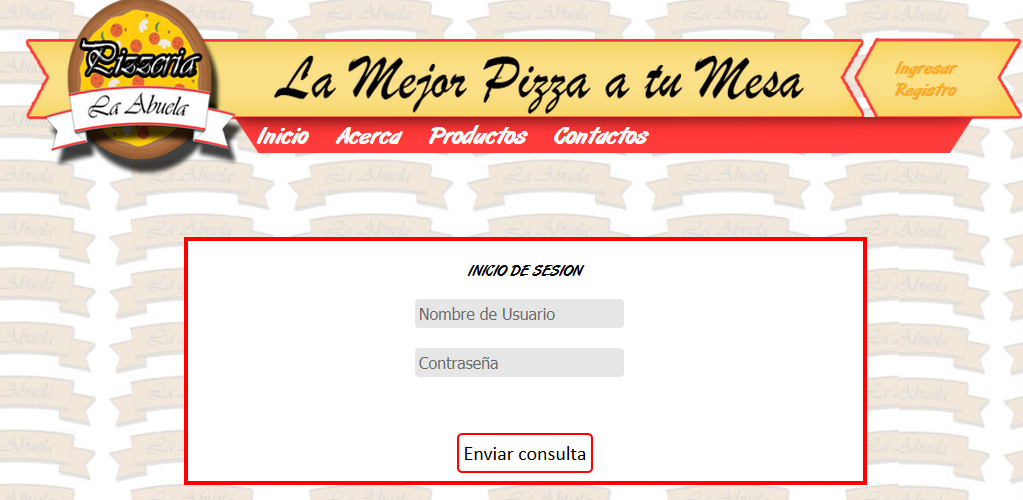 Pizzeria
La Abuela
La Mejor Pizza a tu Mesa
Ingresar
Registro
Inicio Acerca Productos Contactos
INICIO DE SESION
Nombre de Usuario
Contraseña
Enviar consulta